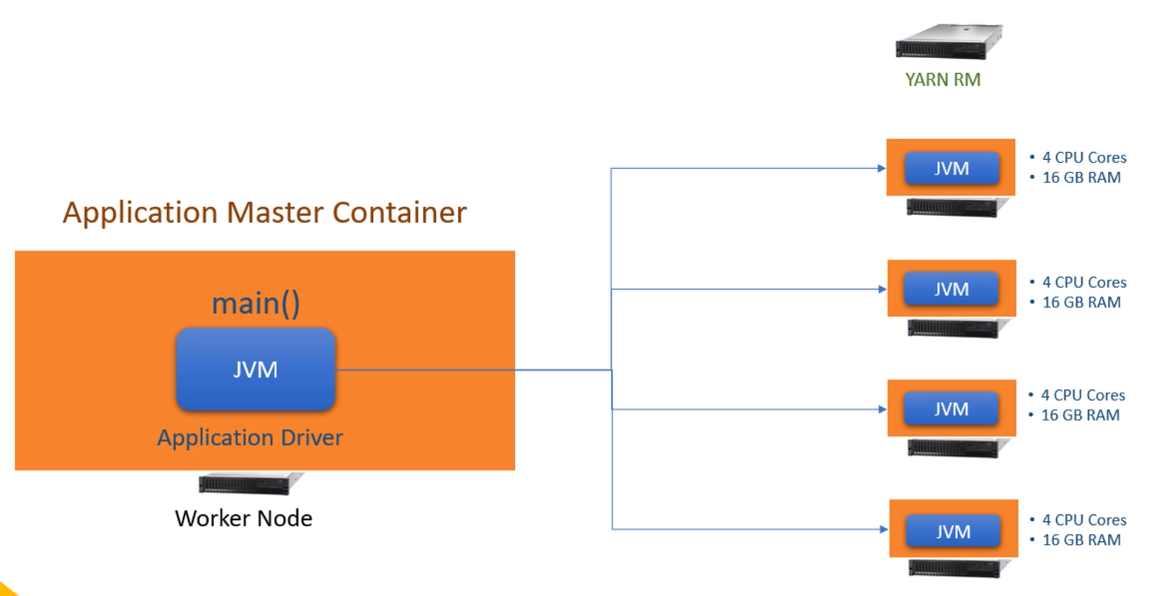 YARN RM
JVM
• 4 CPU Cores
• 16 GB RAM
Application Master Container
main()
JVM
Application Driver
Worker Node
JVM
• 4 CPU Cores
• 16 GB RAM
JVM
• 4 CPU Cores
• 16 GB RAM
JVM
• 4 CPU Cores
• 16 GB RAM